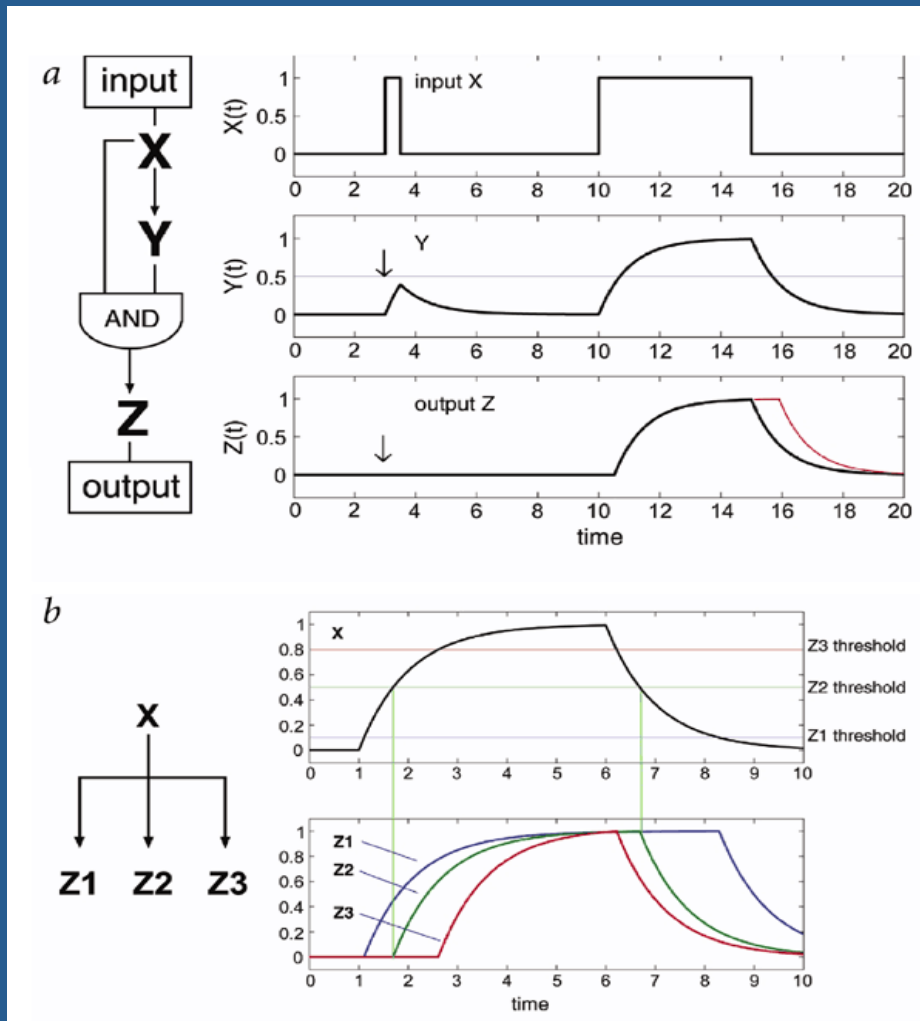 a
input
X
Y
AND
Z
output
X(t)
1
0.5
0
input X
0 2 4 6 8 10 12 14 16 18 20
Y(t)
1
0.5
0
Y
0 2 4 6 8 10 12 14 16 18 20
Z(t)
1
0.5
0
output Z
0 2 4 6 8 10 12 14 16 18 20
time
b
X
Z1 Z2 Z3
1
0.8
0.6
0.4
0.2
0
x
Z3 threshold
Z2 threshold
Z1 threshold
0 1 2 3 4 5 6 7 8 9 10
1
0.8
0.6
0.4
0.2
0
Z1
Z2
Z3
0 1 2 3 4 5 6 7 8 9 10
time